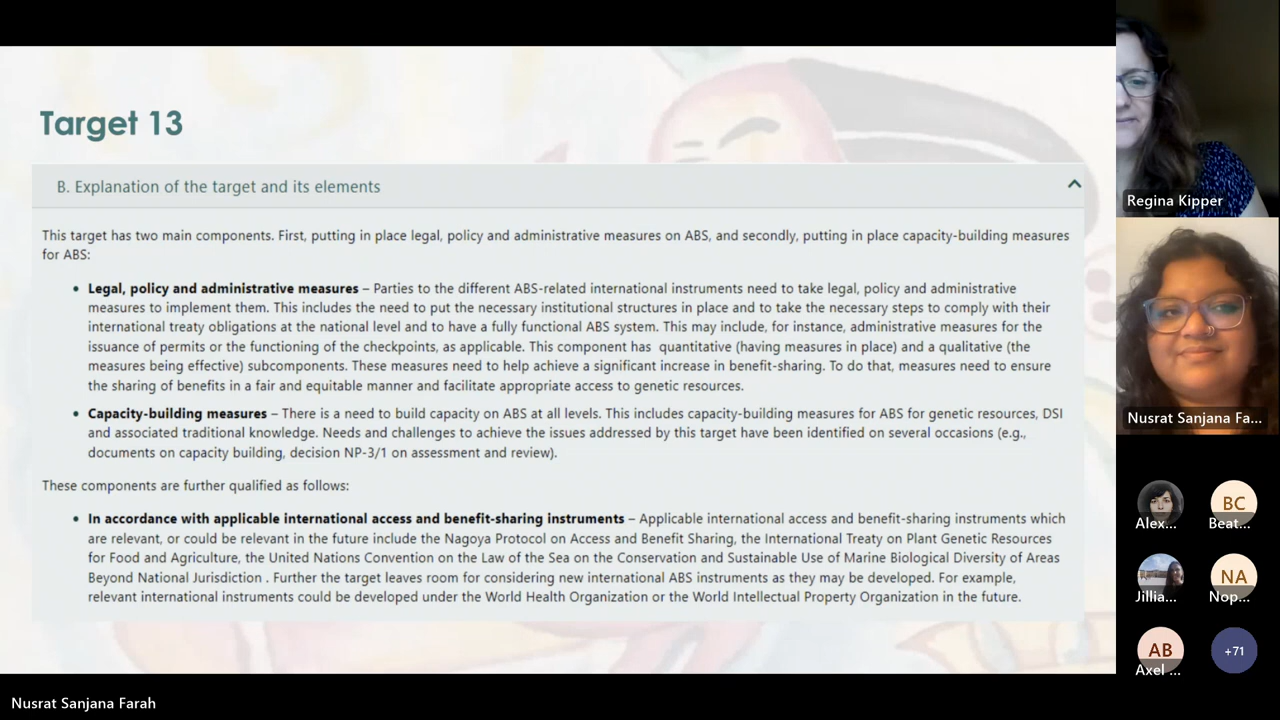 Target 13
B. Explanation of the target and its elements
This target has two main components. First, putting in place legal, policy and administrative measures on ABS, and secondly, putting in place capacity-building measures
for ABS:
• Legal, policy and administrative measures – Parties to the different ABS-related international instruments need to take legal, policy and administrative
measures to implement them. This includes the need to put the necessary institutional structures in place and to take the necessary steps to comply with their
international treaty obligations at the national level and to have a fully functional ABS system. This may include, for instance, administrative measures for the
issuance of permits or the functioning of the checkpoints, as applicable. This component has quantitative (having measures in place) and a qualitative (the
measures being effective) subcomponents. These measures need to help achieve a significant increase in benefit-sharing. To do that, measures need to ensure
the sharing of benefits in a fair and equitable manner and facilitate appropriate access to genetic resources.
• Capacity-building measures – There is a need to build capacity on ABS at all levels. This includes capacity-building measures for ABS for genetic resources, DSI
and associated traditional knowledge. Needs and challenges to achieve the issues addressed by this target have been identified on several occasions (e.g.,
documents on capacity building, decision NP-3/1 on assessment and review).
These components are further qualified as follows:
• In accordance with applicable international access and benefit-sharing instruments – Applicable international access and benefit-sharing instruments which
are relevant, or could be relevant in the future include the Nagoya Protocol on Access and Benefit Sharing, the International Treaty on Plant Genetic Resources
for Food and Agriculture, the United Nations Convention on the Law of the Sea on the Conservation and Sustainable Use of Marine Biological Diversity of Areas
Beyond National Jurisdiction . Further the target leaves room for considering new international ABS instruments as they may be developed. For example,
relevant international instruments could be developed under the World Health Organization or the World Intellectual Property Organization in the future.
Regina Kipper
Nusrat Sanjana Fa...
Alex...
BC
Beat...
Jillia...
NA
Nop...
AB
Axel ...
+71
Nusrat Sanjana Farah